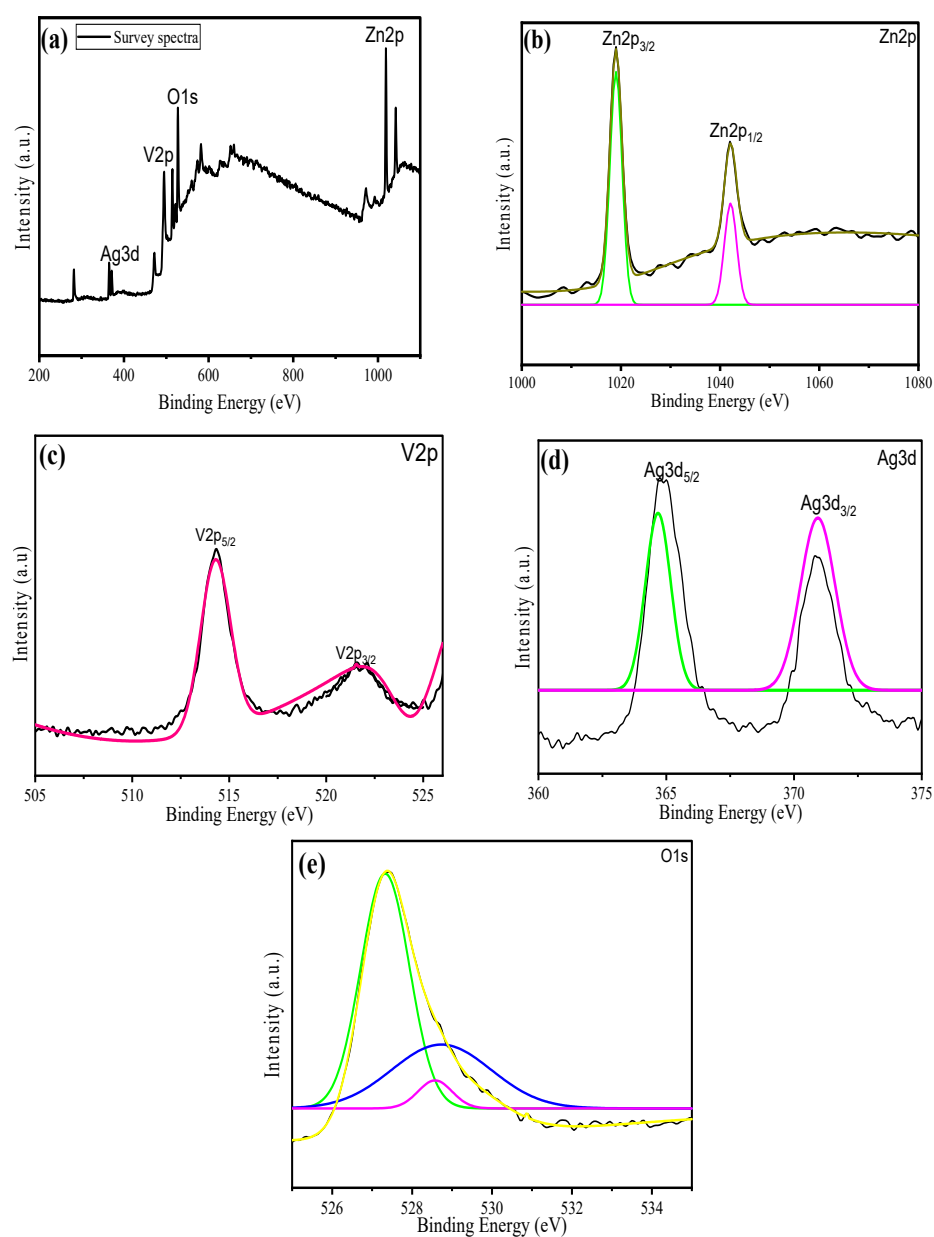 (a)
Survey spectra
Zn2p
O1s
V2p
Ag3d
Intensity (a.u.)
200 400 600 800 1000
Binding Energy (eV)
(b)
Zn2p3/2
Zn2p
Zn2p1/2
Intensity (a.u.)
1000 1020 1040 1060 1080
Binding Energy (eV)
(c)
V2p
V2p5/2
V2p3/2
Intensity (a.u)
505 510 515 520 525
Binding Energy (eV)
(d)
Ag3d5/2
Ag3d
Ag3d3/2
Intensity (a.u.)
360 365 370 375
Binding Energy (eV)
(e)
O1s
Intensity (a.u.)
526 528 530 532 534
Binding Energy (eV)